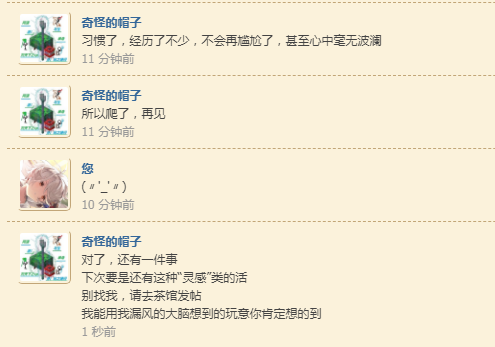 奇怪的帽子
习惯了，经历了不少，不会再尴尬了，甚至心中毫无波澜
11 分钟前
奇怪的帽子
所以爬了，再见
11 分钟前
您
(〃'_'〃)
10 分钟前
奇怪的帽子
对了，还有一件事
下次要是还有这种“灵感”类的活
别找我，请去茶馆发帖
我能用我漏风的大脑想到的玩意你肯定想的到
1 秒前